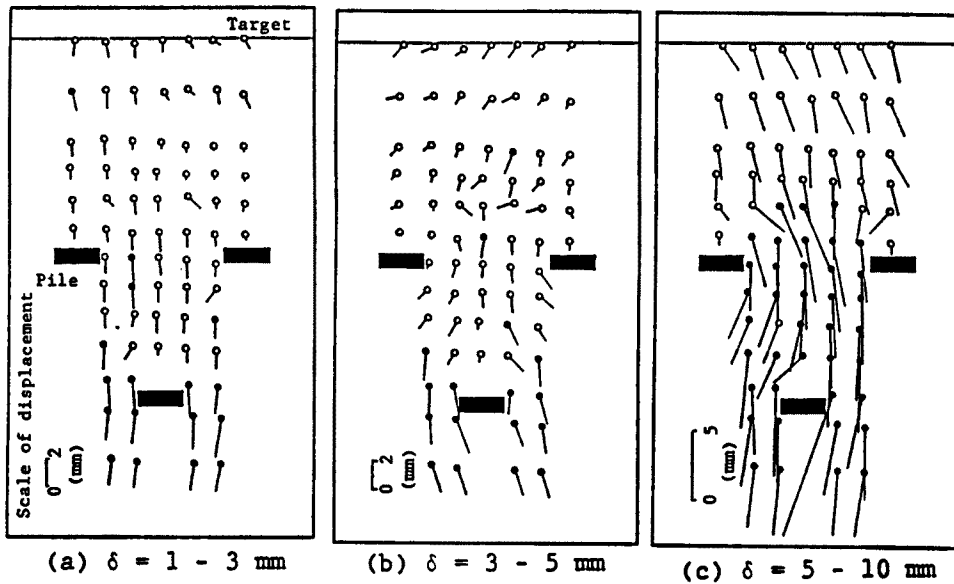 Target
Pile
Scale of displacement
0 2
(mm)
0 2
(mm)
0 5
(mm)
(a) δ = 1 - 3 mm
(b) δ = 3 - 5 mm
(c) δ = 5 - 10 mm